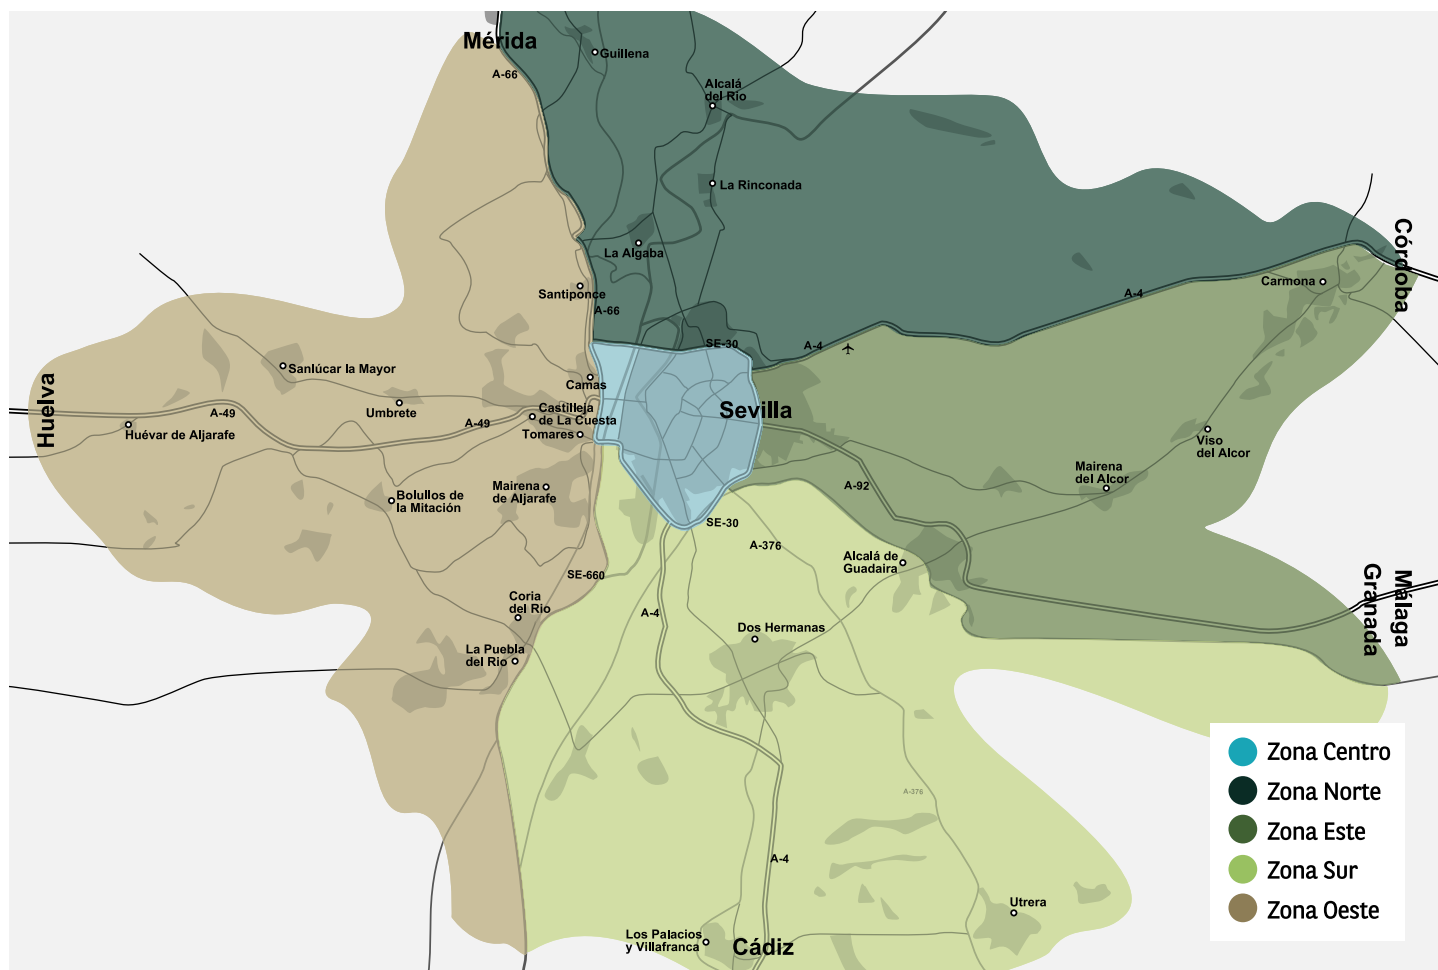 Mérida
A-66
Guillena
Alcalá
del Río
La Rinconada
La Algaba
Santiponce
A-66
Córdoba
Carmona
A-4
SE-30
A-4
Sanlúcar la Mayor
Camas
Huelva
A-49
Umbrete
Castilleja
de La Cuesta
Sevilla
Huévar de Aljarafe
A-49
Tomares
Viso
del Alcor
Mairena
del Alcor
Bolullos de
la Mitación
Mairena
de Aljarafe
A-92
SE-30
A-376
Alcalá de
Guadaira
SE-660
Málaga
Granada
Coria
del Rio
A-4
Dos Hermanas
La Puebla
del Rio
Zona Centro
Zona Norte
Zona Este
Zona Sur
Zona Oeste
A-376
A-4
Utrera
Los Palacios
y Villafranca
Cádiz